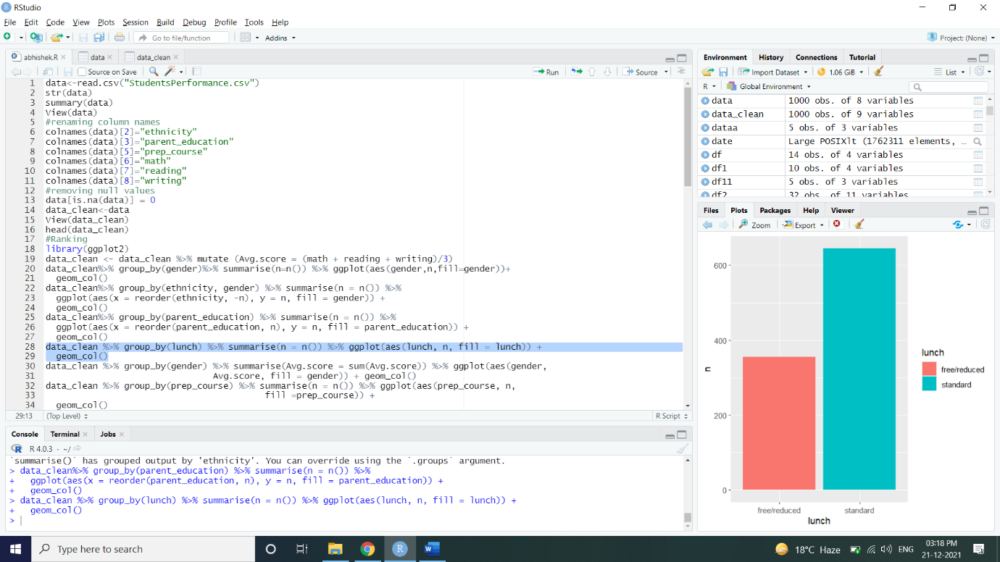 RStudio
File Edit Code View Plots Session Build Debug Profile Tools Help
Go to file/function
Addins
Project: (None)
abhishek.R
data
data_clean
Source on Save
Run
Source
1 data<-read.csv("StudentsPerformance.csv")
2 str(data)
3 summary(data)
4 View(data)
5 #renaming column names
6 colnames(data)[2]="ethnicity"
7 colnames(data)[3]="parent_education"
8 colnames(data)[5]="prep_course"
9 colnames(data)[6]="math"
10 colnames(data)[7]="reading"
11 colnames(data)[8]="writing"
12 #removing null values
13 data[is.na(data)] = 0
14 data_clean<-data
15 View(data_clean)
16 head(data_clean)
17 #Ranking
18 library(ggplot2)
19 data_clean <- data_clean %>% mutate (Avg.score = (math + reading + writing)/3)
20 data_clean%>% group_by(gender)%>% summarise(n=n()) %>% ggplot(aes(gender,n,fill=gender))+
21 geom_col()
22 data_clean%>% group_by(ethnicity, gender) %>% summarise(n = n()) %>%
23 ggplot(aes(x = reorder(ethnicity, -n), y = n, fill = gender)) +
24 geom_col()
25 data_clean%>% group_by(parent_education) %>% summarise(n = n()) %>%
26 ggplot(aes(x = reorder(parent_education, n), y = n, fill = parent_education)) +
27 geom_col()
28 data_clean %>% group_by(lunch) %>% summarise(n = n()) %>% ggplot(aes(lunch, n, fill = lunch)) +
29 geom_col()
30 data_clean %>% group_by(gender) %>% summarise(Avg.score = sum(Avg.score)) %>% ggplot(aes(gender,
31 Avg.score, fill = gender)) + geom_col()
32 data_clean %>% group_by(prep_course) %>% summarise(n = n()) %>% ggplot(aes(prep_course, n,
33 fill =prep_course)) +
34 geom_col()
29:13 (Top Level) R Script
Console Terminal Jobs
R 4.0.3 · ~/
`summarise()` has grouped output by 'ethnicity'. You can override using the `.groups` argument.
> data_clean%>% group_by(parent_education) %>% summarise(n = n()) %>%
+ ggplot(aes(x = reorder(parent_education, n), y = n, fill = parent_education)) +
+ geom_col()
> data_clean %>% group_by(lunch) %>% summarise(n = n()) %>% ggplot(aes(lunch, n, fill = lunch)) +
+ geom_col()
>
Environment History Connections Tutorial
Import Dataset 1.06 GiB List
R Global Environment
data 1000 obs. of 8 variables
data_clean 1000 obs. of 9 variables
dataa 5 obs. of 3 variables
date Large POSIXlt (1762311 elements, …
df 14 obs. of 4 variables
df1 10 obs. of 4 variables
df11 5 obs. of 3 variables
df2 32 obs. of 11 variables
Files Plots Packages Help Viewer
Zoom Export
600
400
200
0
n
free/reduced standard
lunch
lunch
free/reduced
standard
Type here to search
18°C Haze ENG
03:18 PM
21-12-2021